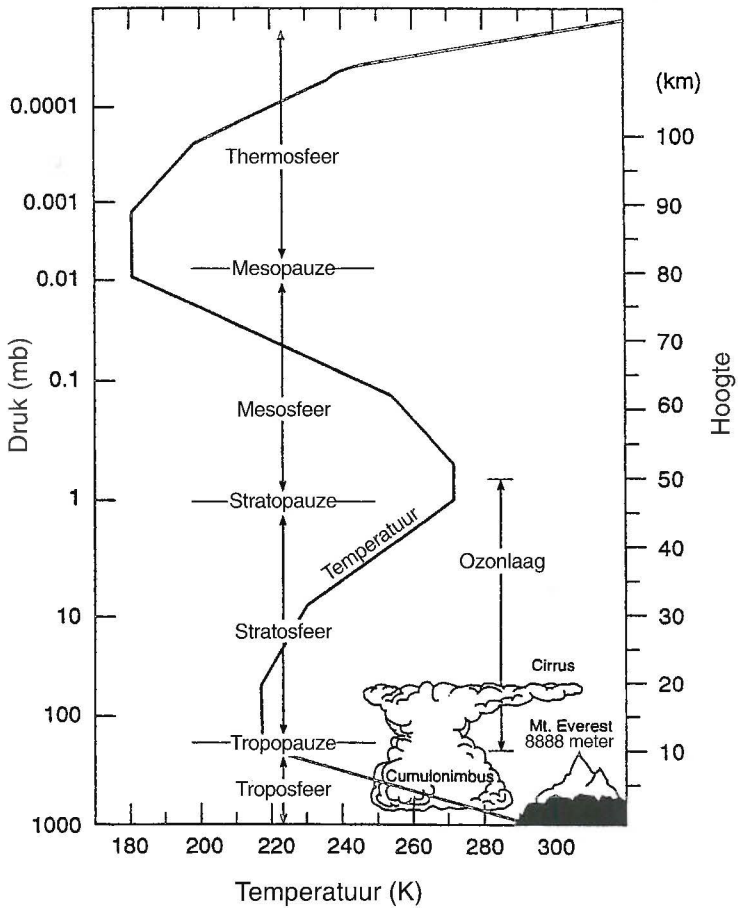 (km)
0.0001
100
Thermosfeer
0.001
90
Mesopauze
80
0.01
70
Druk (mb)
0.1
Mesosfeer
60
Hoogte
50
1
Stratopauze
Temperatuur
40
Ozonlaag
10
30
Stratosfeer
Cirrus
20
100
Mt. Everest
8888 meter
Tropopauze
10
Cumulonimbus
Troposfeer
1000
180
200
220
240
260
280
300
Temperatuur (K)